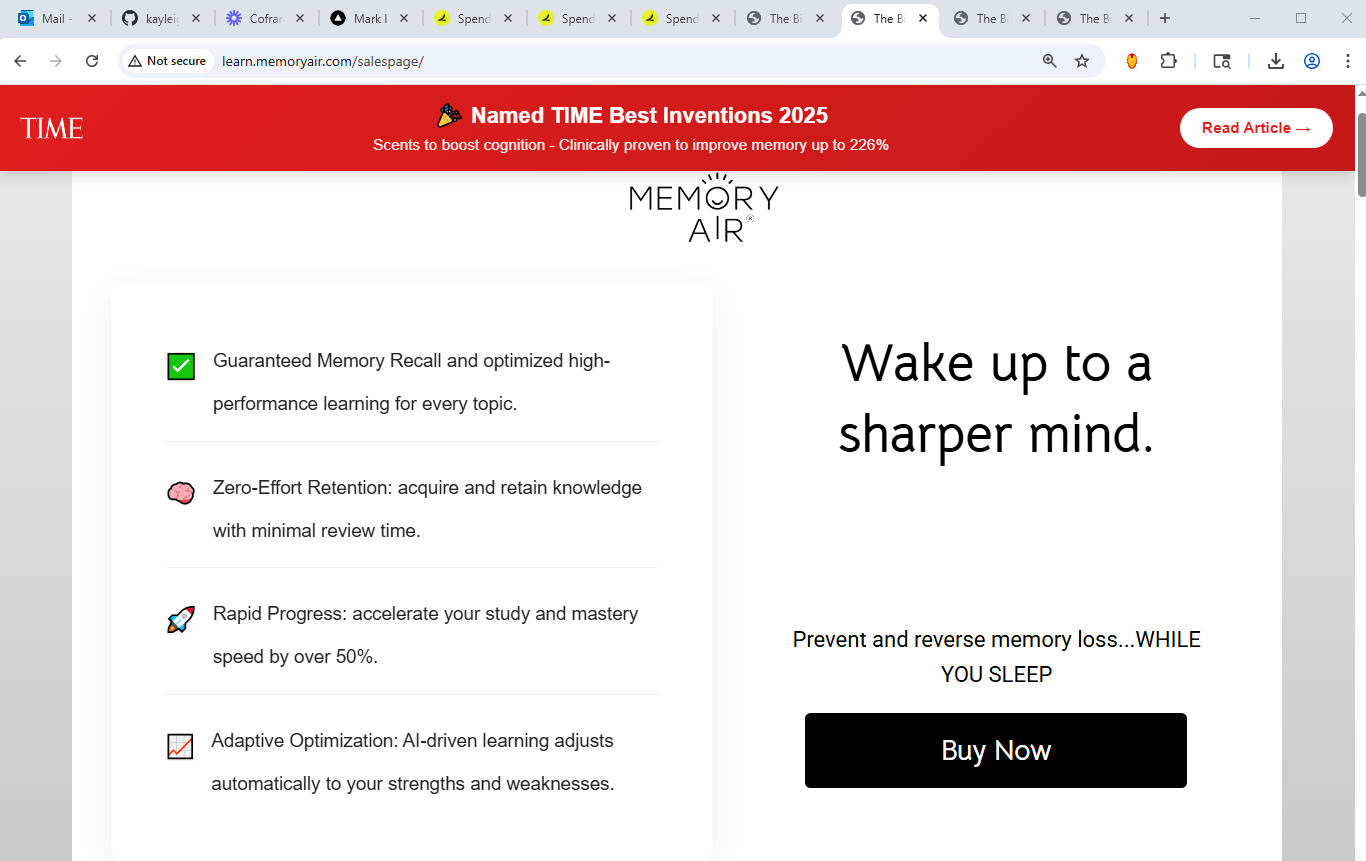 Mail -
kayleig
Cofran
Mark I
Spend
Spend
Spend
The Bi
The Bi
The Bi
The Bi
Not secure
learn.memoryair.com/salespage/
TIME
Named TIME Best Inventions 2025
Scents to boost cognition - Clinically proven to improve memory up to 226%
Read Article →
MEMORY
AIR®
Guaranteed Memory Recall and optimized high-
performance learning for every topic.
Zero-Effort Retention: acquire and retain knowledge
with minimal review time.
Rapid Progress: accelerate your study and mastery
speed by over 50%.
Adaptive Optimization: AI-driven learning adjusts
automatically to your strengths and weaknesses.
Wake up to a
sharper mind.
Prevent and reverse memory loss...WHILE
YOU SLEEP
Buy Now